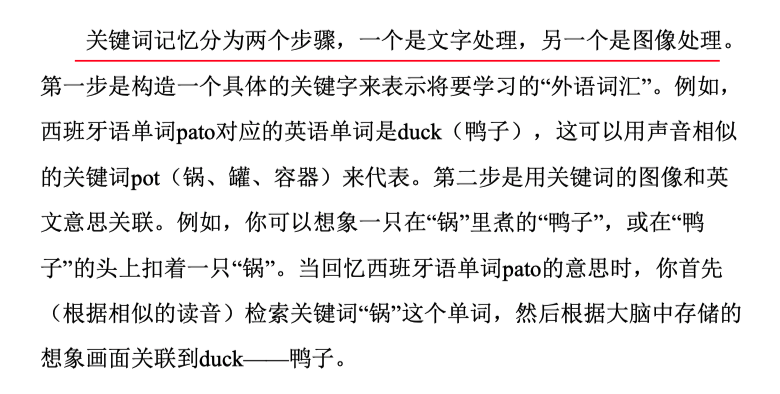 关键词记忆分为两个步骤，一个是文字处理，另一个是图像处理。
第一步是构造一个具体的关键字来表示将要学习的“外语词汇”。例如，
西班牙语单词pato对应的英语单词是duck（鸭子），这可以用声音相似
的关键词pot（锅、罐、容器）来代表。第二步是用关键词的图像和英
文意思关联。例如，你可以想象一只在“锅”里煮的“鸭子”，或在“鸭
子”的头上扣着一只“锅”。当回忆西班牙语单词pato的意思时，你首先
（根据相似的读音）检索关键词“锅”这个单词，然后根据大脑中存储的
想象画面关联到duck——鸭子。